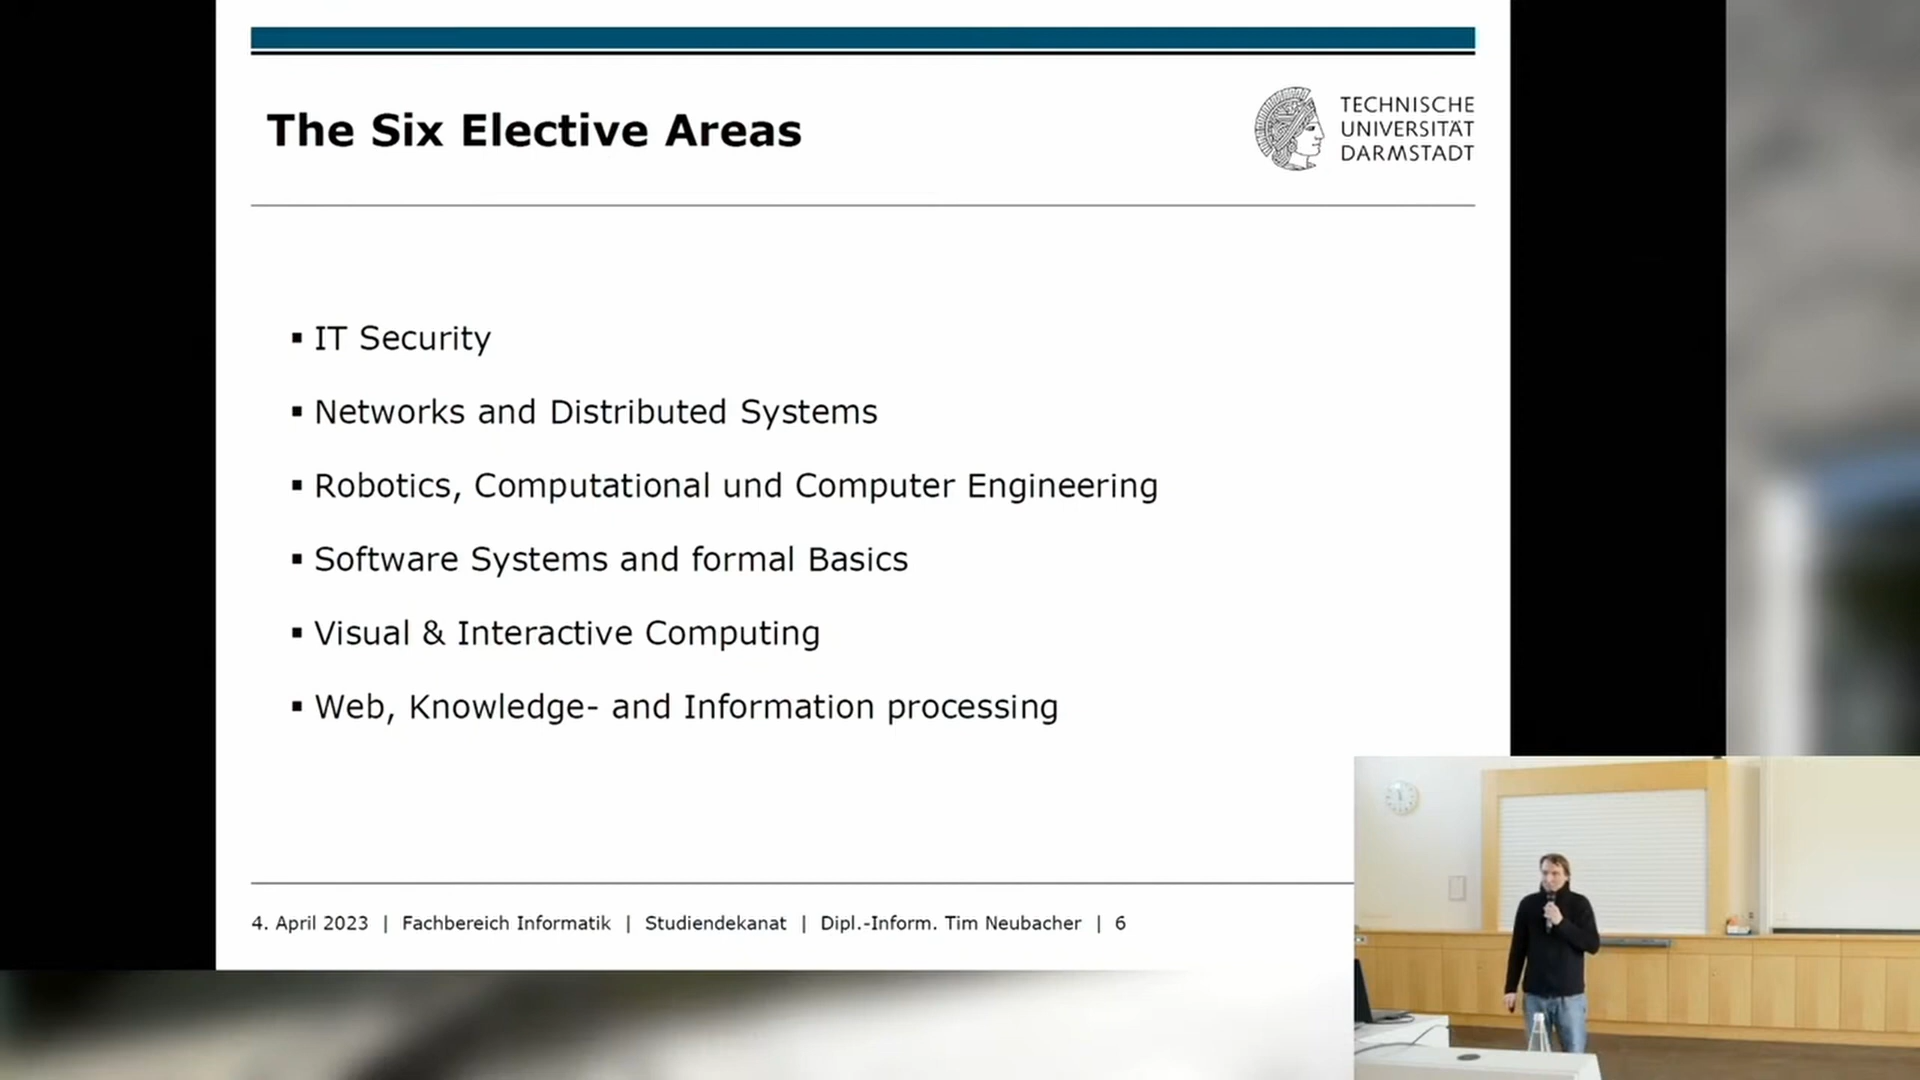 The Six Elective Areas
TECHNISCHE
UNIVERSITÄT
DARMSTADT
▪ IT Security
▪ Networks and Distributed Systems
▪ Robotics, Computational und Computer Engineering
▪ Software Systems and formal Basics
▪ Visual & Interactive Computing
▪ Web, Knowledge- and Information processing
4. April 2023 | Fachbereich Informatik | Studiendekanat | Dipl.-Inform. Tim Neubacher | 6